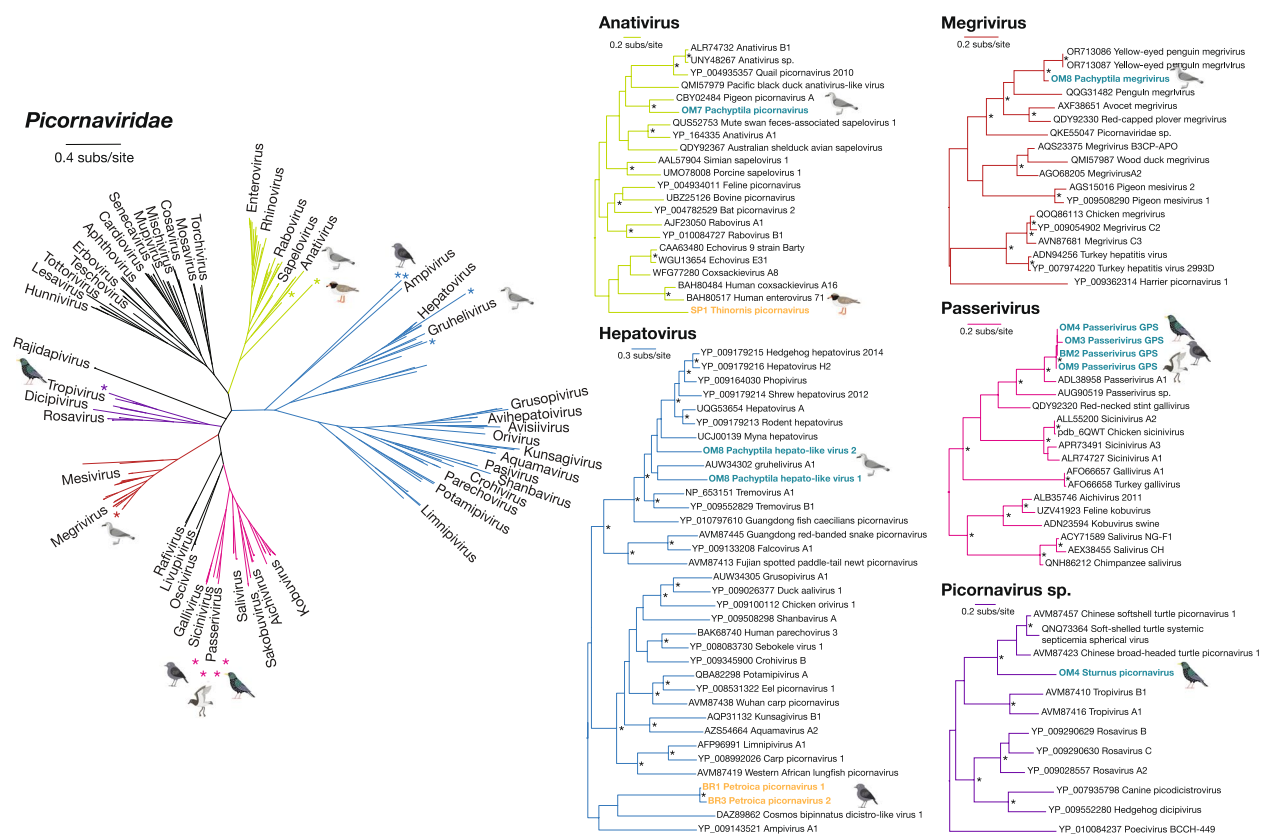 Picornaviridae
0.4 subs/site
Enterovirus
Rhinovirus
Rabovirus
Sapelovirus
Anativirus
Ampivirus
Hepatovirus
Gruhelivirus
Grusopivirus
Avihepatoivirus
Avisiivirus
Orivirus
Kunsagivirus
Aquamavirus
Pasivirus
Shanbavirus
Crohivirus
Parechovirus
Potamipivirus
Limnipivirus
Kobuvirus
Aichivirus
Sakobuvirus
Salivirus
Passerivirus
Sicinivirus
Gallivirus
Oscivirus
Livupivirus
Rafivirus
Megrivirus
Mesivirus
Rosavirus
Dicipivirus
Tropivirus
Rajidapivirus
Hunnivirus
Lesavirus
Tottorivirus
Teschovirus
Erbovirus
Aphthovirus
Cardiovirus
Senecavirus
Mupivirus
Mischivirus
Cosavirus
Mosavirus
Torchivirus
Anativirus
0.2 subs/site
ALR74732 Anativirus B1
UNY48267 Anativirus sp.
YP_004935357 Quail picornavirus 2010
QMI57979 Pacific black duck anativirus-like virus
CBY02484 Pigeon picornavirus A
OM7 Pachyptila picornavirus
QUS52753 Mute swan feces-associated sapelovirus 1
YP_164335 Anativirus A1
QDY92367 Australian shelduck avian sapelovirus
AAL57904 Simian sapelovirus 1
UMO78008 Porcine sapelovirus 1
YP_004934011 Feline picornavirus
UBZ25126 Bovine picornavirus
YP_004782529 Bat picornavirus 2
AJF23050 Rabovirus A1
YP_010084727 Rabovirus B1
CAA63480 Echovirus 9 strain Barty
WGU13654 Echovirus E31
WFG77280 Coxsackievirus A8
BAH80484 Human coxsackievirus A16
BAH80517 Human enterovirus 71
SP1 Thinornis picornavirus
Hepatovirus
0.3 subs/site
YP_009179215 Hedgehog hepatovirus 2014
YP_009179216 Hepatovirus H2
YP_009164030 Phopivirus
YP_009179214 Shrew hepatovirus 2012
UQG53654 Hepatovirus A
YP_009179213 Rodent hepatovirus
UCJ00139 Myna hepatovirus
OM8 Pachyptila hepato-like virus 2
AUW34302 gruhelivirus A1
OM8 Pachyptila hepato-like virus 1
NP_653151 Tremovirus A1
YP_009552829 Tremovirus B1
YP_010797610 Guangdong fish caecilians picornavirus
AVM87445 Guangdong red-banded snake picornavirus
YP_009133208 Falcovirus A1
AVM87413 Fujian spotted paddle-tail newt picornavirus
AUW34305 Grusopivirus A1
YP_009026377 Duck aalivirus 1
YP_009100112 Chicken orivirus 1
YP_009508298 Shanbavirus A
BAK68740 Human parechovirus 3
YP_008083730 Sebokele virus 1
YP_009345900 Crohivirus B
QBA82298 Potamipivirus A
YP_008531322 Eel picornavirus 1
AVM87438 Wuhan carp picornavirus
AQP31132 Kunsagivirus B1
AZS54664 Aquamavirus A2
AFP96991 Limnipivirus A1
YP_008992026 Carp picornavirus 1
AVM87419 Western African lungfish picornavirus
BR1 Petroica picornavirus 1
BR3 Petroica picornavirus 2
DAZ89862 Cosmos bipinnatus dicistro-like virus 1
YP_009143521 Ampivirus A1
Megrivirus
0.2 subs/site
OR713086 Yellow-eyed penguin megrivirus
OR713087 Yellow-eyed penguin megrivirus
OM8 Pachyptila megrivirus
QQG31482 Penguin megrivirus
AXF38651 Avocet megrivirus
QDY92330 Red-capped plover megrivirus
QKE55047 Picornaviridae sp.
AQS23375 Megrivirus B3CP-APO
QMI57987 Wood duck megrivirus
AGO68205 MegrivirusA2
AGS15016 Pigeon mesivirus 2
YP_009508290 Pigeon mesivirus 1
QOQ86113 Chicken megrivirus
YP_009054902 Megrivirus C2
AVN87681 Megrivirus C3
ADN94256 Turkey hepatitis virus
YP_007974220 Turkey hepatitis virus 2993D
YP_009362314 Harrier picornavirus 1
Passerivirus
0.2 subs/site
OM4 Passerivirus GPS
OM3 Passerivirus GPS
BM2 Passerivirus GPS
OM9 Passerivirus GPS
ADL38958 Passerivirus A1
AUG90519 Passerivirus sp.
QDY92320 Red-necked stint gallivirus
ALL55200 Sicinivirus A2
pdb_6QWT Chicken sicinivirus
APR73491 Sicinivirus A3
ALR74727 Sicinivirus A1
AFO66657 Gallivirus A1
AFO66658 Turkey gallivirus
ALB35746 Aichivirus 2011
UZV41923 Feline kobuvirus
ADN23594 Kobuvirus swine
ACY71589 Salivirus NG-F1
AEX38455 Salivirus CH
QNH86212 Chimpanzee salivirus
Picornavirus sp.
0.2 subs/site
AVM87457 Chinese softshell turtle picornavirus 1
QNQ73364 Soft-shelled turtle systemic
septicemia spherical virus
AVM87423 Chinese broad-headed turtle picornavirus 1
OM4 Sturnus picornavirus
AVM87410 Tropivirus B1
AVM87416 Tropivirus A1
YP_009290629 Rosavirus B
YP_009290630 Rosavirus C
YP_009028557 Rosavirus A2
YP_007935798 Canine picodicistrovirus
YP_009552280 Hedgehog dicipivirus
YP_010084237 Poecivirus BCCH-449